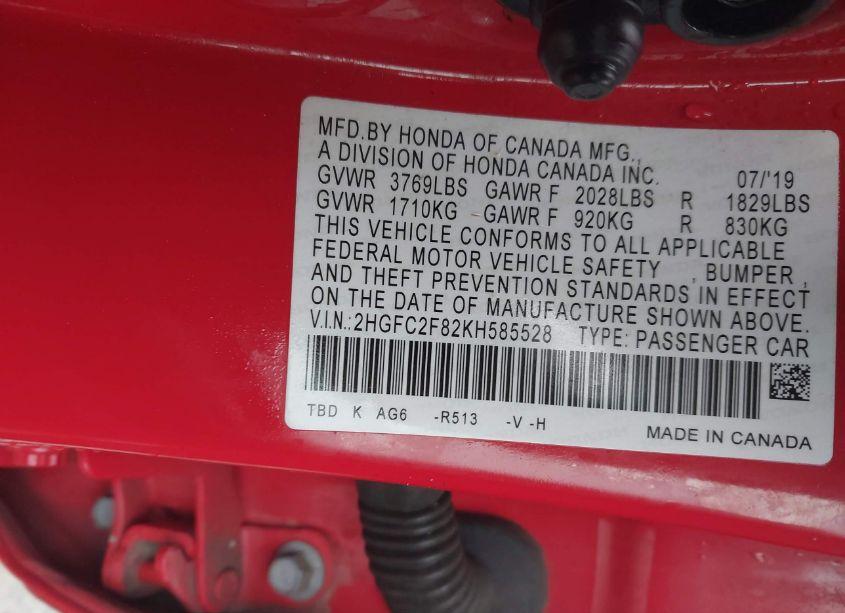 MFD.BY HONDA OF CANADA MFG.,
A DIVISION OF HONDA CANADA INC. 07/'19
GVWR 3769LBS GAWR F 2028LBS R 1829LBS
GVWR 1710KG GAWR F 920KG R 830KG
THIS VEHICLE CONFORMS TO ALL APPLICABLE
FEDERAL MOTOR VEHICLE SAFETY , BUMPER ,
AND THEFT PREVENTION STANDARDS IN EFFECT
ON THE DATE OF MANUFACTURE SHOWN ABOVE.
V.I.N.:2HGFC2F82KH585528 TYPE: PASSENGER CAR
TBD K AG6 -R513 -V -H
MADE IN CANADA